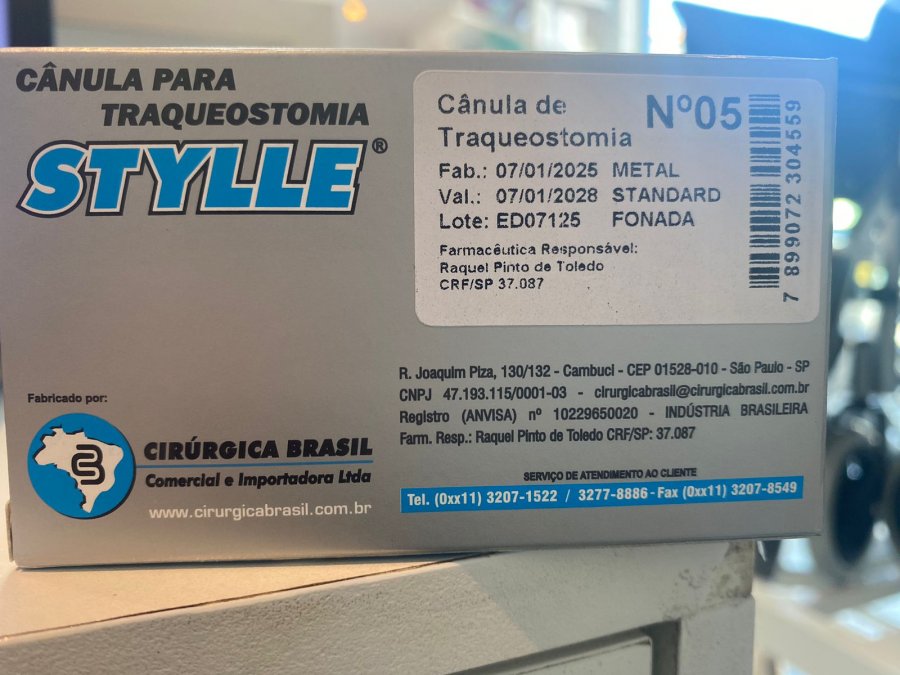 CÂNULA PARA
TRAQUEOSTOMIA
STYLLE®
Cânula de
Traqueostomia
Nº05
Fab.: 07/01/2025 METAL
Val.: 07/01/2028 STANDARD
Lote: ED07125 FONADA
Farmacêutica Responsável:
Raquel Pinto de Toledo
CRF/SP 37.087
7 899072 304559
R. Joaquim Piza, 130/132 - Cambuci - CEP 01528-010 - São Paulo - SP
CNPJ 47.193.115/0001-03 - cirurgicabrasil@cirurgicabrasil.com.br
Registro (ANVISA) nº 10229650020 - INDÚSTRIA BRASILEIRA
Farm. Resp.: Raquel Pinto de Toledo CRF/SP: 37.087
Fabricado por:
CIRÚRGICA BRASIL
Comercial e Importadora Ltda
www.cirurgicabrasil.com.br
SERVIÇO DE ATENDIMENTO AO CLIENTE
Tel. (0xx11) 3207-1522 / 3277-8886 - Fax (0xx11) 3207-8549